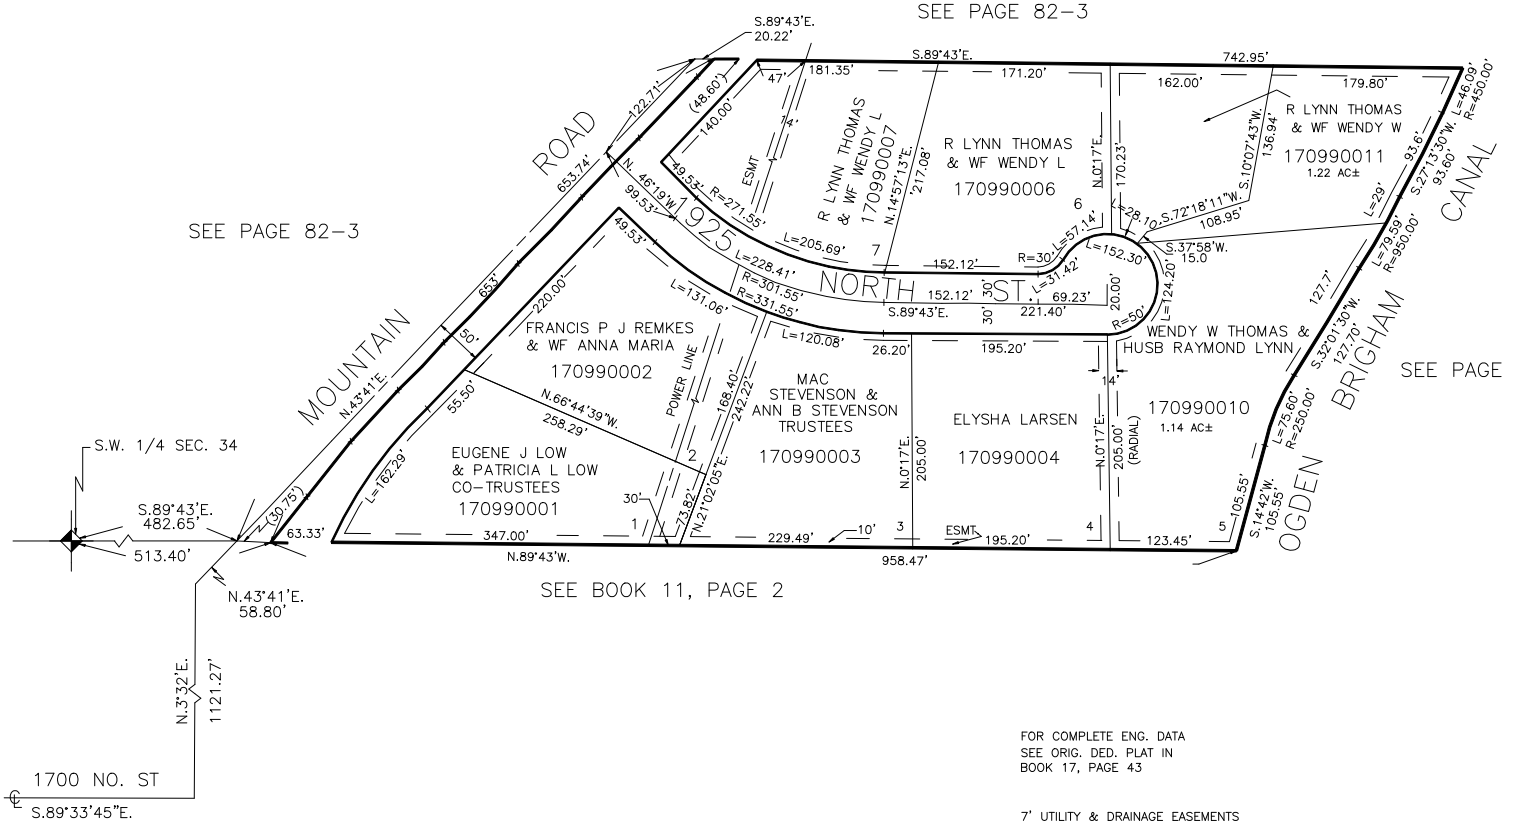 SEE PAGE 82-3
S.89°43'E.
20.22'
S.89°43'E.
742.95'
47'
181.35'
171.20'
162.00'
179.80'
L=46.09'
R=450.00'
122.71'
(48.60')
140.00'
14'
ESMT
ROAD
R LYNN THOMAS
& WF WENDY L
170990007
N.14°57'13"E.
217.08'
R LYNN THOMAS
& WF WENDY L
170990006
6
N.0°17'E.
170.23'
R LYNN THOMAS
& WF WENDY W
170990011
1.22 AC±
S.10°07'43"W.
136.94'
93.6'
S.27°13'30"W.
93.60'
CANAL
653.74'
N. 46°19'W.
99.53'
49.53'
R=271.55'
L=205.69'
7
L=57.14'
L=28.10'
S.72°18'11"W.
108.95'
L=29'
SEE PAGE 82-3
49.53'
1925
L=228.41'
R=301.55'
R=331.55'
NORTH
ST.
152.12'
R=30'
L=31.42'
L=152.30'
S.37°58'W.
15.0
L=79.59'
R=950.00'
152.12'
S.89°43'E.
30'
30'
69.23'
221.40'
20.00'
R=50'
L=124.20'
127.7'
S.32°01'30"W.
127.70'
653'
220.00'
50'
L=131.06'
L=120.08'
26.20'
195.20'
14'
FRANCIS P J REMKES
& WF ANNA MARIA
170990002
POWER LINE
168.40'
242.22'
WENDY W THOMAS &
HUSB RAYMOND LYNN
170990010
1.14 AC±
BRIGHAM
SEE PAGE
MOUNTAIN
N.43°41'E.
55.50'
N.66°44'39"W.
258.29'
MAC
STEVENSON &
ANN B STEVENSON
TRUSTEES
170990003
N.0°17'E.
205.00'
ELYSHA LARSEN
170990004
N.0°17'E.
205.00'
(RADIAL)
L=75.60'
R=250.00'
S.W. 1/4 SEC. 34
L=162.29'
EUGENE J LOW
& PATRICIA L LOW
CO-TRUSTEES
170990001
2
30'
73.82'
N.21°02'05"E.
105.55'
S.14°42'W.
105.55'
OGDEN
S.89°43'E.
482.65'
513.40'
(30.75')
63.33'
347.00'
1
N.89°43'W.
229.49'
10'
3
ESMT
195.20'
4
958.47'
123.45'
5
SEE BOOK 11, PAGE 2
N.43°41'E.
58.80'
N.3°32'E.
1121.27'
1700 NO. ST
S.89°33'45"E.
FOR COMPLETE ENG. DATA
SEE ORIG. DED. PLAT IN
BOOK 17, PAGE 43
7' UTILITY & DRAINAGE EASEMENTS